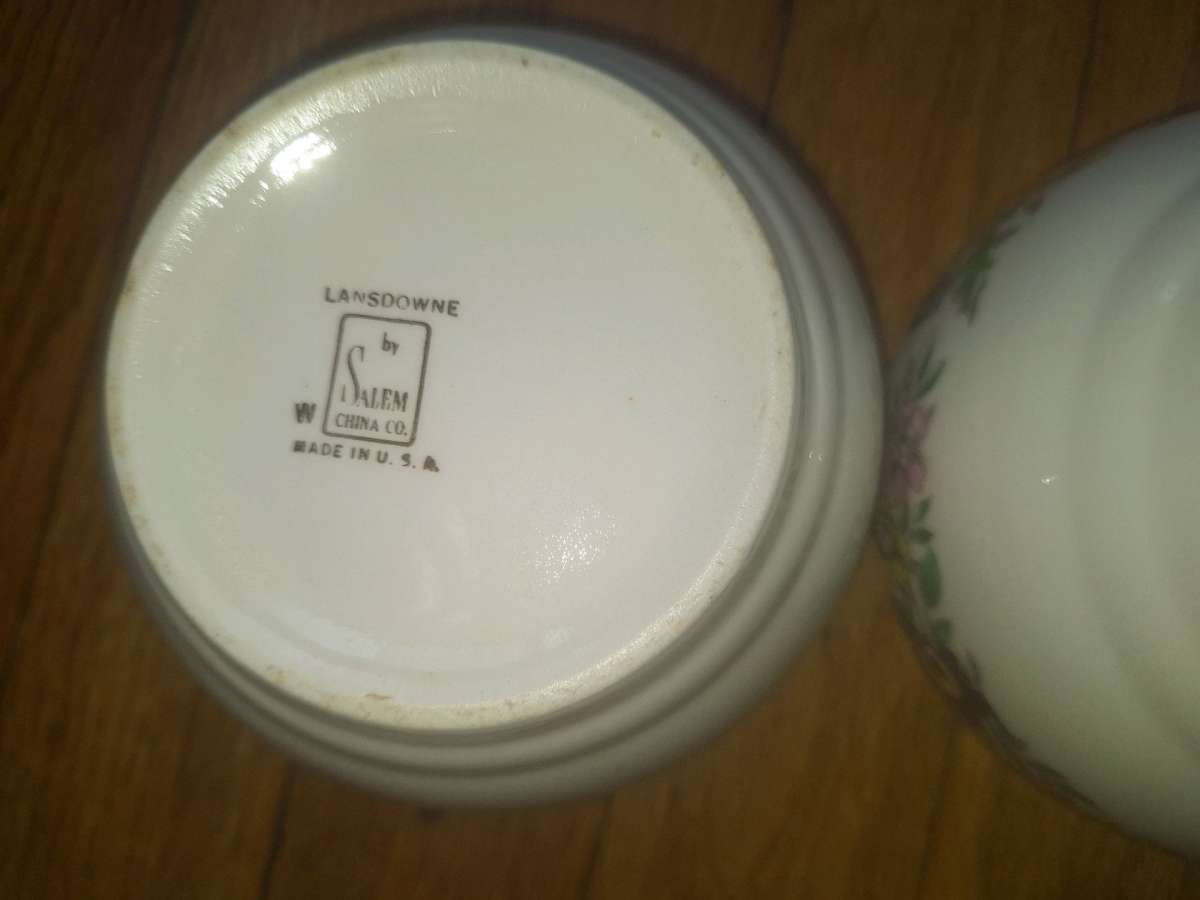 LANSDOWNE
by
SALEM
W CHINA CO.
MADE IN U.S.A.